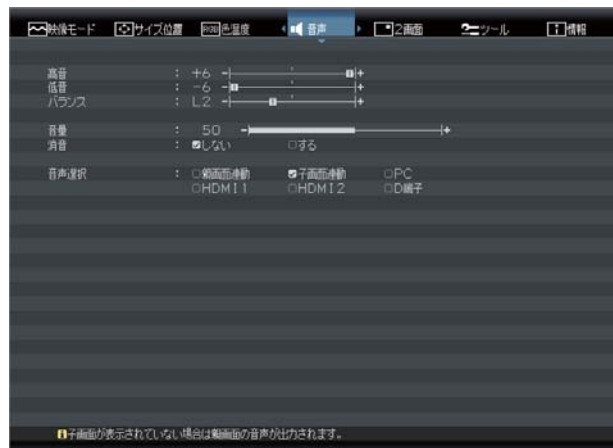 映像モード サイズ位置 色温度 音声 2画面 ツール 情報
高音 : +6 - +
低音 : -6 - +
バランス : L2 - +
音量 : 50 - +
消音 : しない する
音声選択 : 親画面連動 子画面連動 PC
HDMI1 HDMI2 D端子
子画面が表示されていない場合は親画面の音声が出力されます。